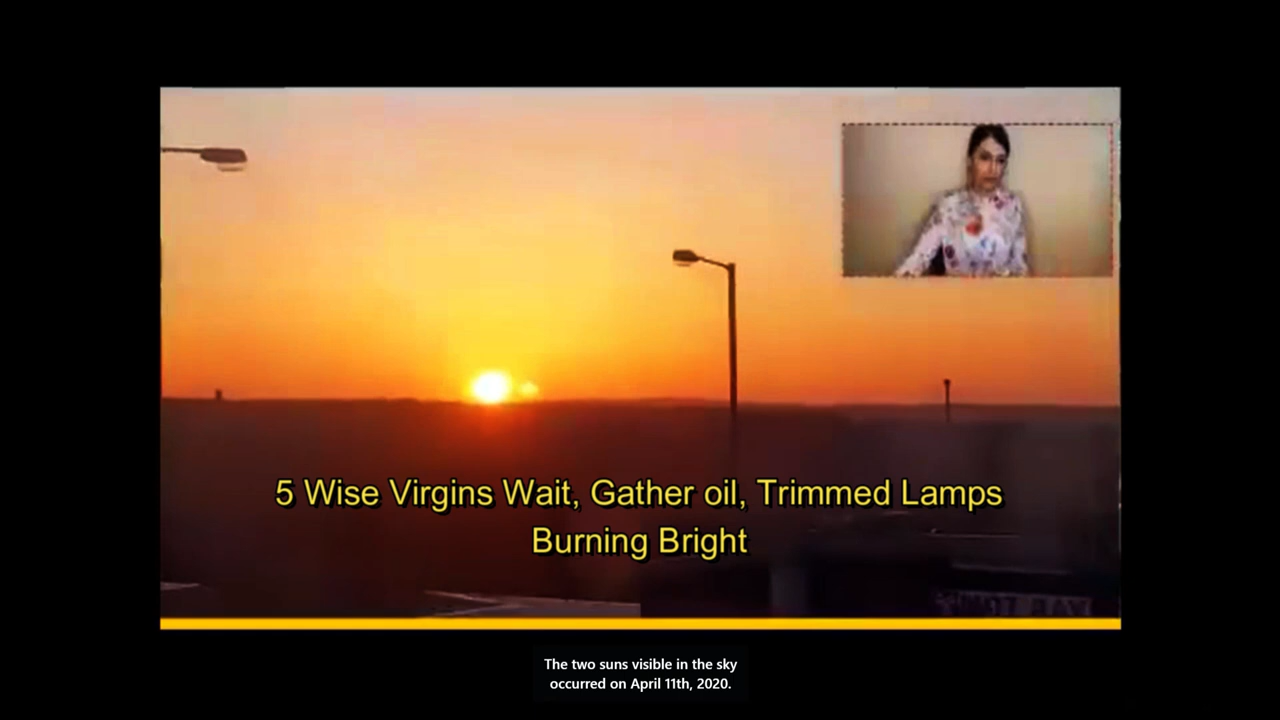 5 Wise Virgins Wait, Gather oil, Trimmed Lamps
Burning Bright
The two suns visible in the sky
occurred on April 11th, 2020.